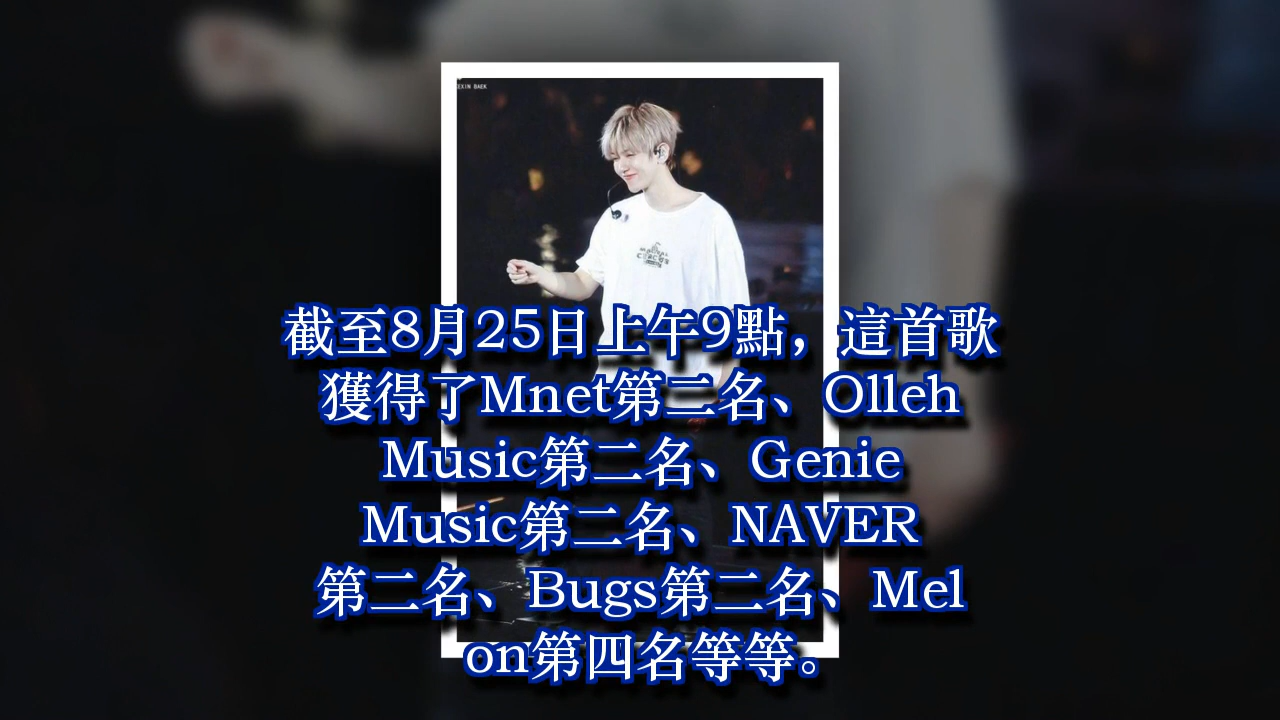 EXIN BAEK
截至8月25日上午9點，這首歌
獲得了Mnet第二名、Olleh
Music第二名、Genie
Music第二名、NAVER
第二名、Bugs第二名、Mel
on第四名等等。